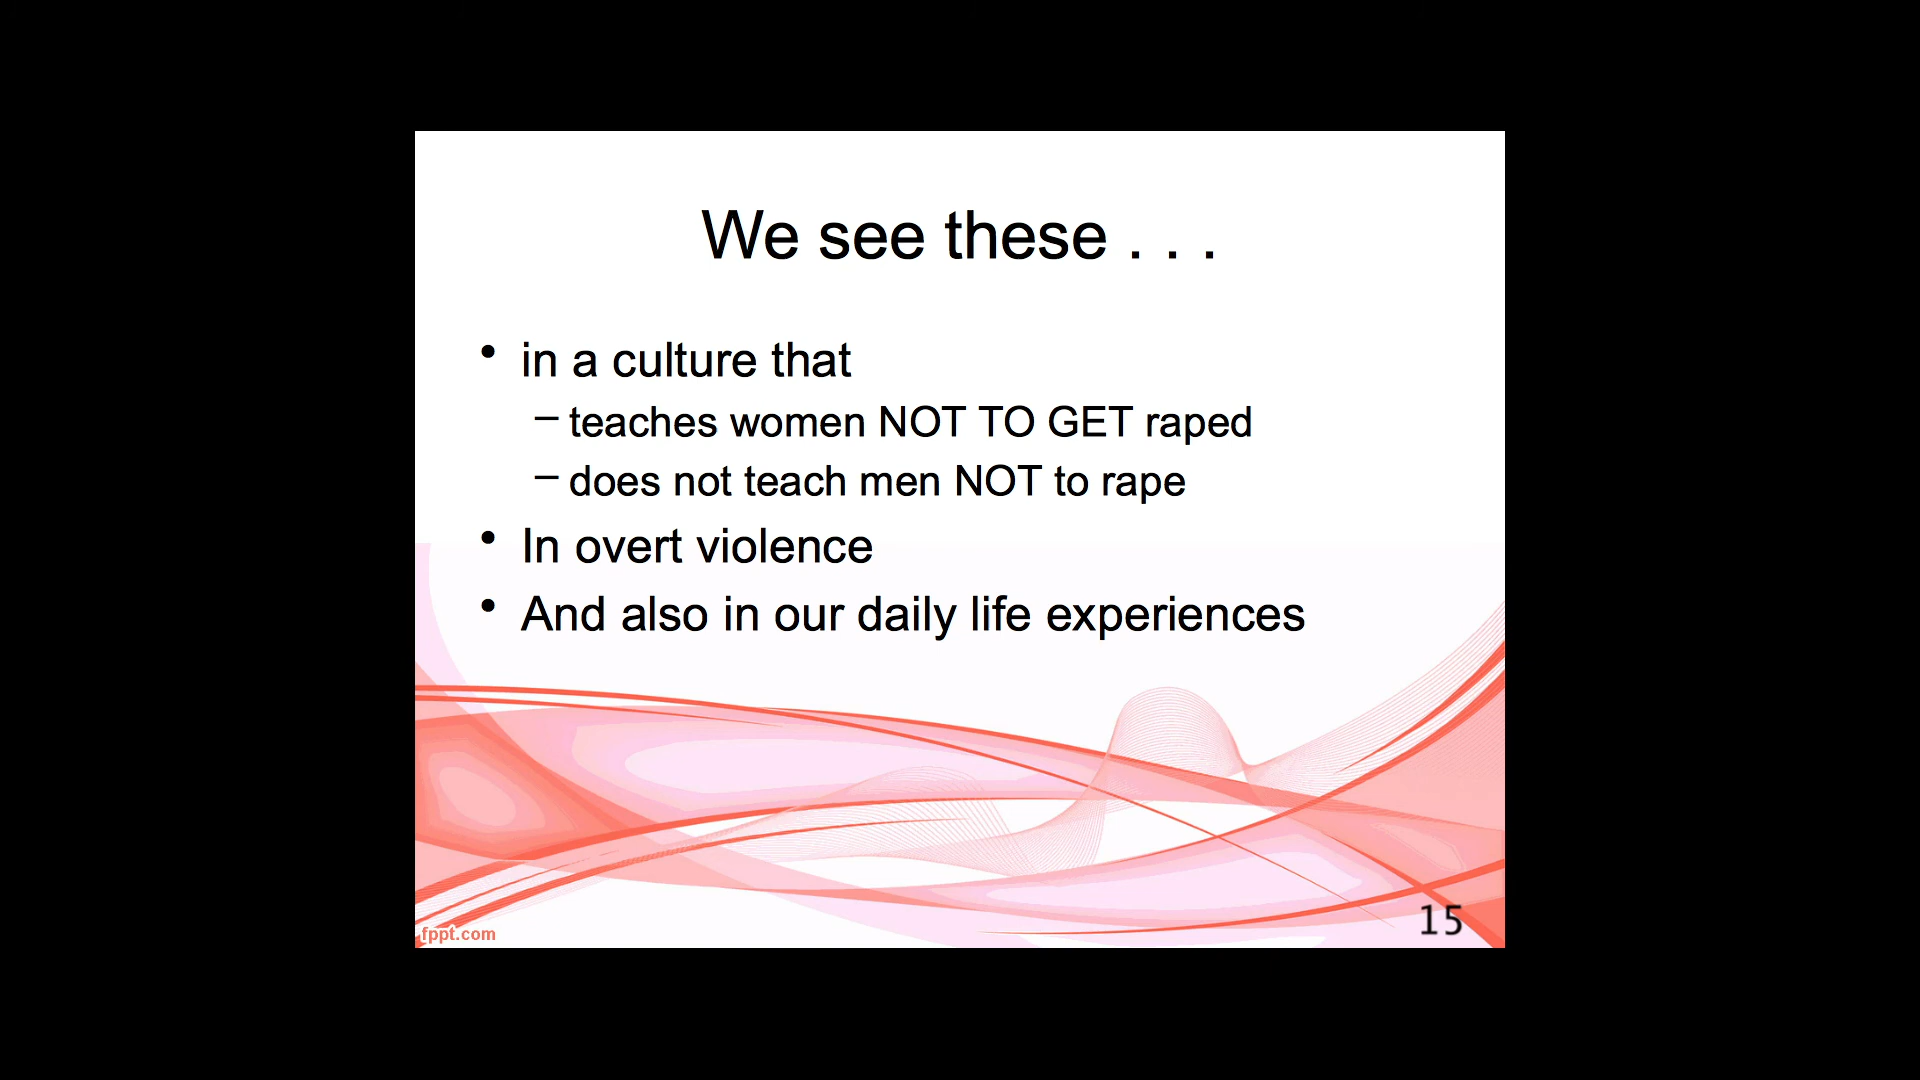 We see these . . .
• in a culture that
– teaches women NOT TO GET raped
– does not teach men NOT to rape
• In overt violence
• And also in our daily life experiences
fppt.com
15